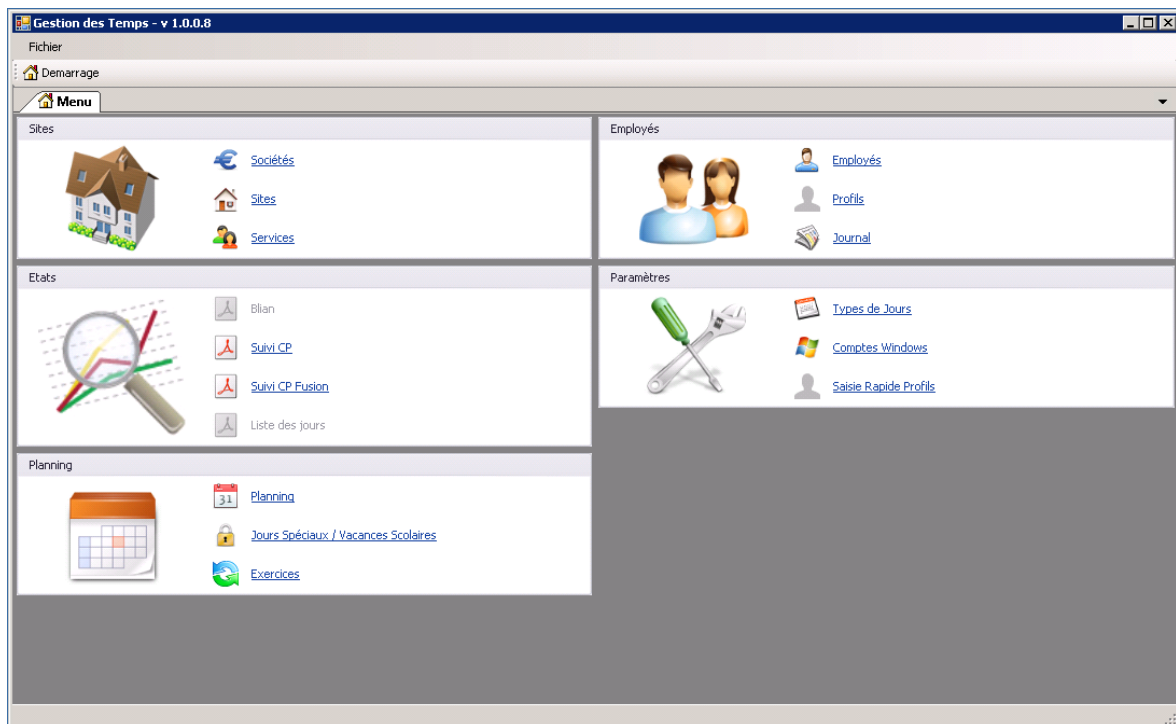 Gestion des Temps - v 1.0.0.8
Fichier
Demarrage
Menu
Sites
Sociétés
Sites
Services
Employés
Employés
Profils
Journal
Etats
Blian
Suivi CP
Suivi CP Fusion
Liste des jours
Paramètres
Types de Jours
Comptes Windows
Saisie Rapide Profils
Planning
31
Planning
Jours Spéciaux / Vacances Scolaires
Exercices